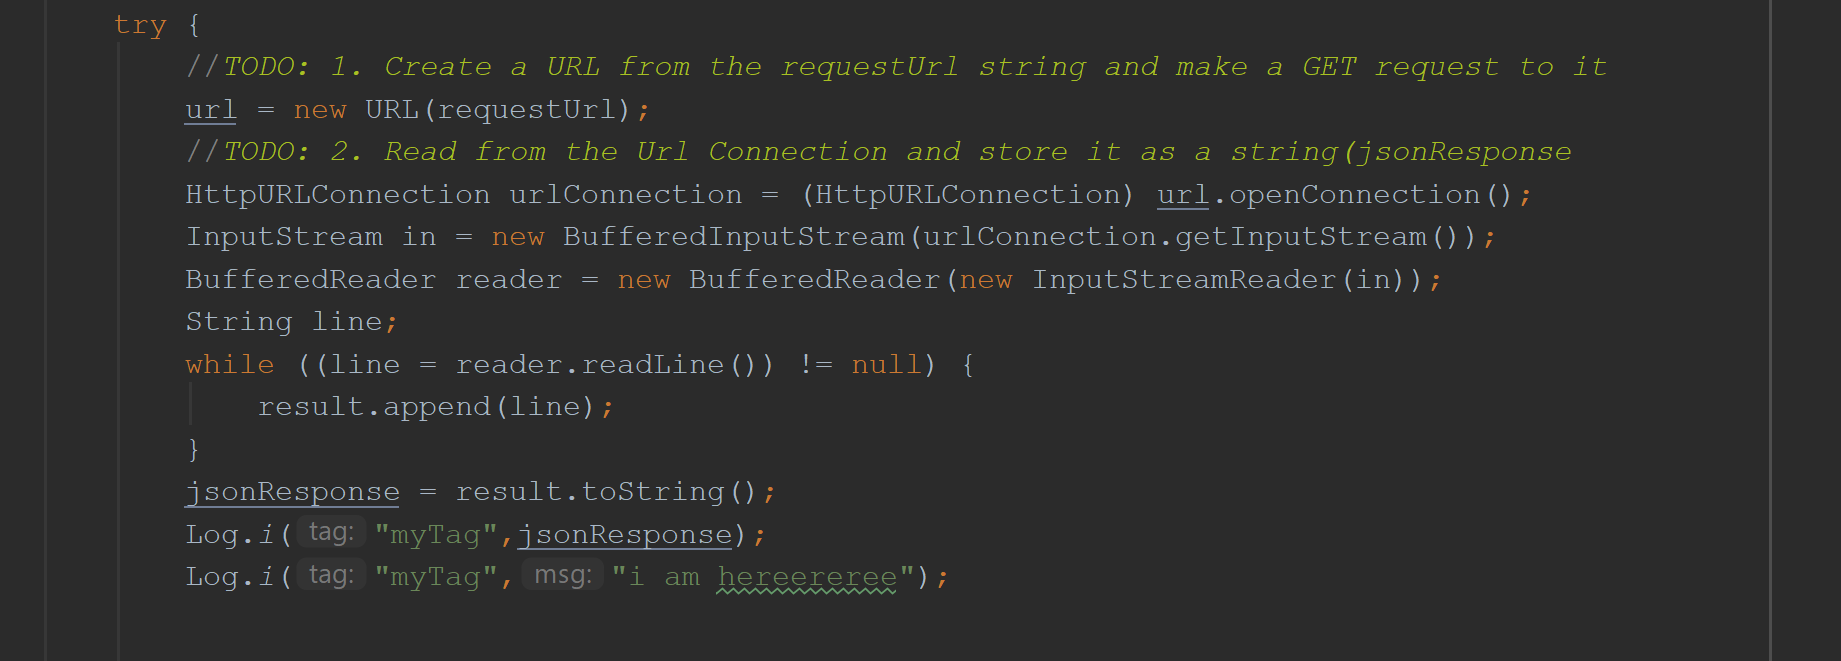 try {
//TODO: 1. Create a URL from the requestUrl string and make a GET request to it
url = new URL(requestUrl);
//TODO: 2. Read from the Url Connection and store it as a string(jsonResponse
HttpURLConnection urlConnection = (HttpURLConnection) url.openConnection();
InputStream in = new BufferedInputStream(urlConnection.getInputStream());
BufferedReader reader = new BufferedReader(new InputStreamReader(in));
String line;
while ((line = reader.readLine()) != null) {
result.append(line);
}
jsonResponse = result.toString();
Log.i( tag: "myTag",jsonResponse);
Log.i( tag: "myTag", msg: "i am hereereree");